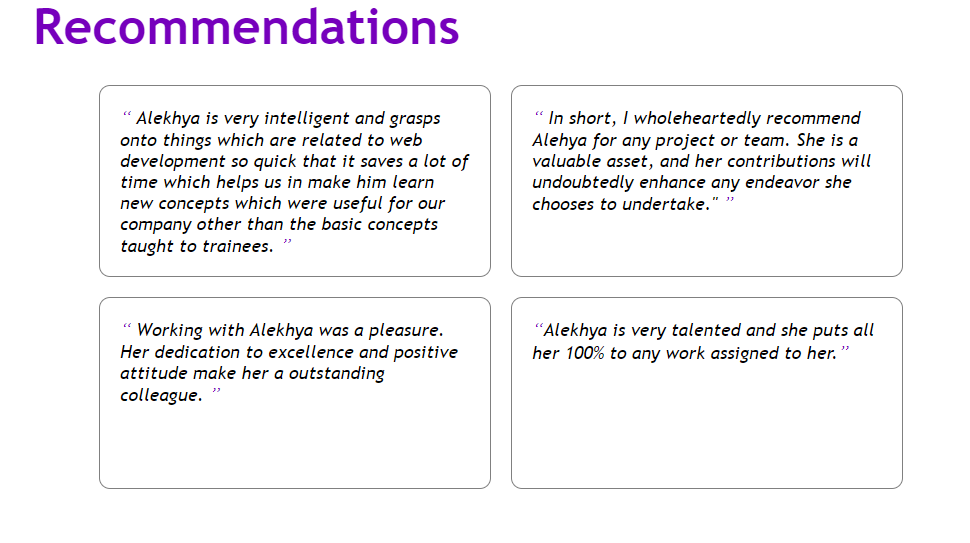 Recommendations
“ Alekhya is very intelligent and grasps
onto things which are related to web
development so quick that it saves a lot of
time which helps us in make him learn
new concepts which were useful for our
company other than the basic concepts
taught to trainees. ”
“ In short, I wholeheartedly recommend
Alehya for any project or team. She is a
valuable asset, and her contributions will
undoubtedly enhance any endeavor she
chooses to undertake." ”
“ Working with Alekhya was a pleasure.
Her dedication to excellence and positive
attitude make her a outstanding
colleague. ”
“Alekhya is very talented and she puts all
her 100% to any work assigned to her.”